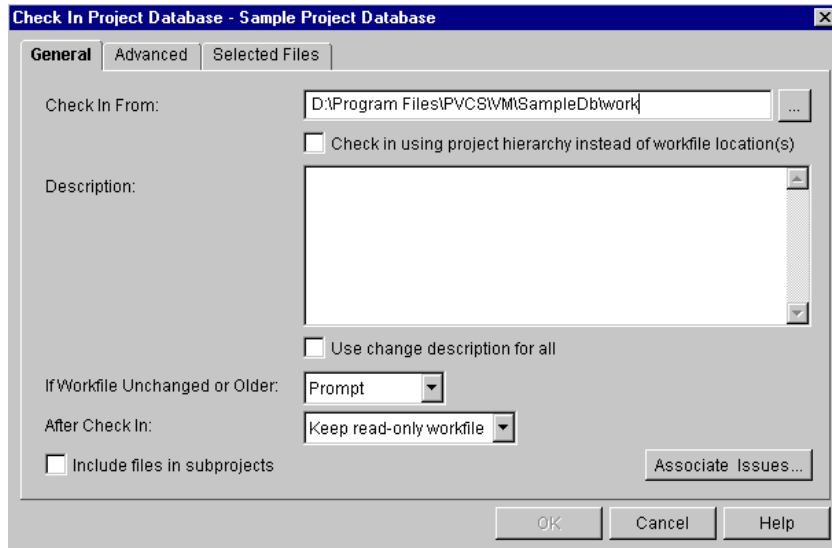 Check In Project Database - Sample Project Database
General Advanced Selected Files
Check In From: D:\Program Files\PVCS\VM\SampleDb\work ...
Check in using project hierarchy instead of workfile location(s)
Description:
Use change description for all
If Workfile Unchanged or Older: Prompt
After Check In: Keep read-only workfile
Include files in subprojects Associate Issues...
OK Cancel Help